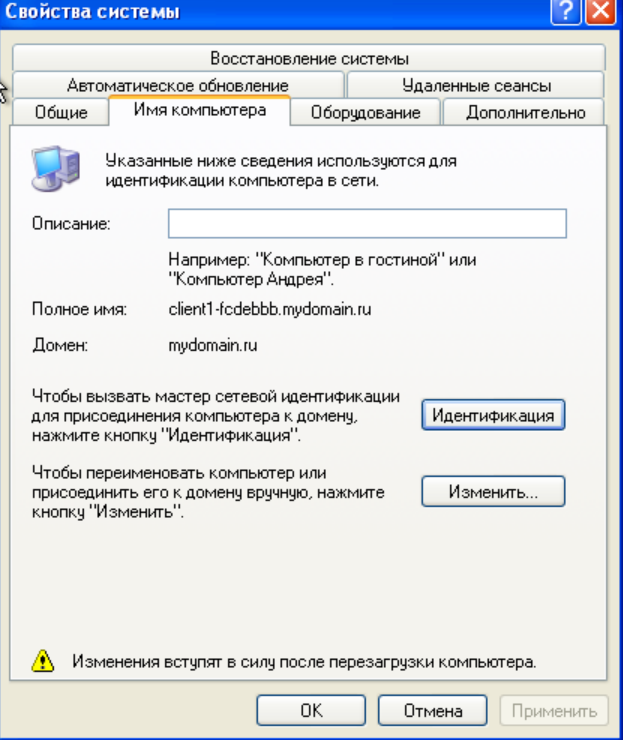 Свойства системы
Восстановление системы
Автоматическое обновление
Удаленные сеансы
Общие
Имя компьютера
Оборудование
Дополнительно
Указанные ниже сведения используются для
идентификации компьютера в сети.
Описание:
Например: "Компьютер в гостиной" или
"Компьютер Андрея".
Полное имя:
client1-fcdebbb.mydomain.ru
Домен:
mydomain.ru
Чтобы вызвать мастер сетевой идентификации
для присоединения компьютера к домену,
нажмите кнопку "Идентификация".
Идентификация
Чтобы переименовать компьютер или
присоединить его к домену вручную, нажмите
кнопку "Изменить".
Изменить...
Изменения вступят в силу после перезагрузки компьютера.
OK
Отмена
Применить